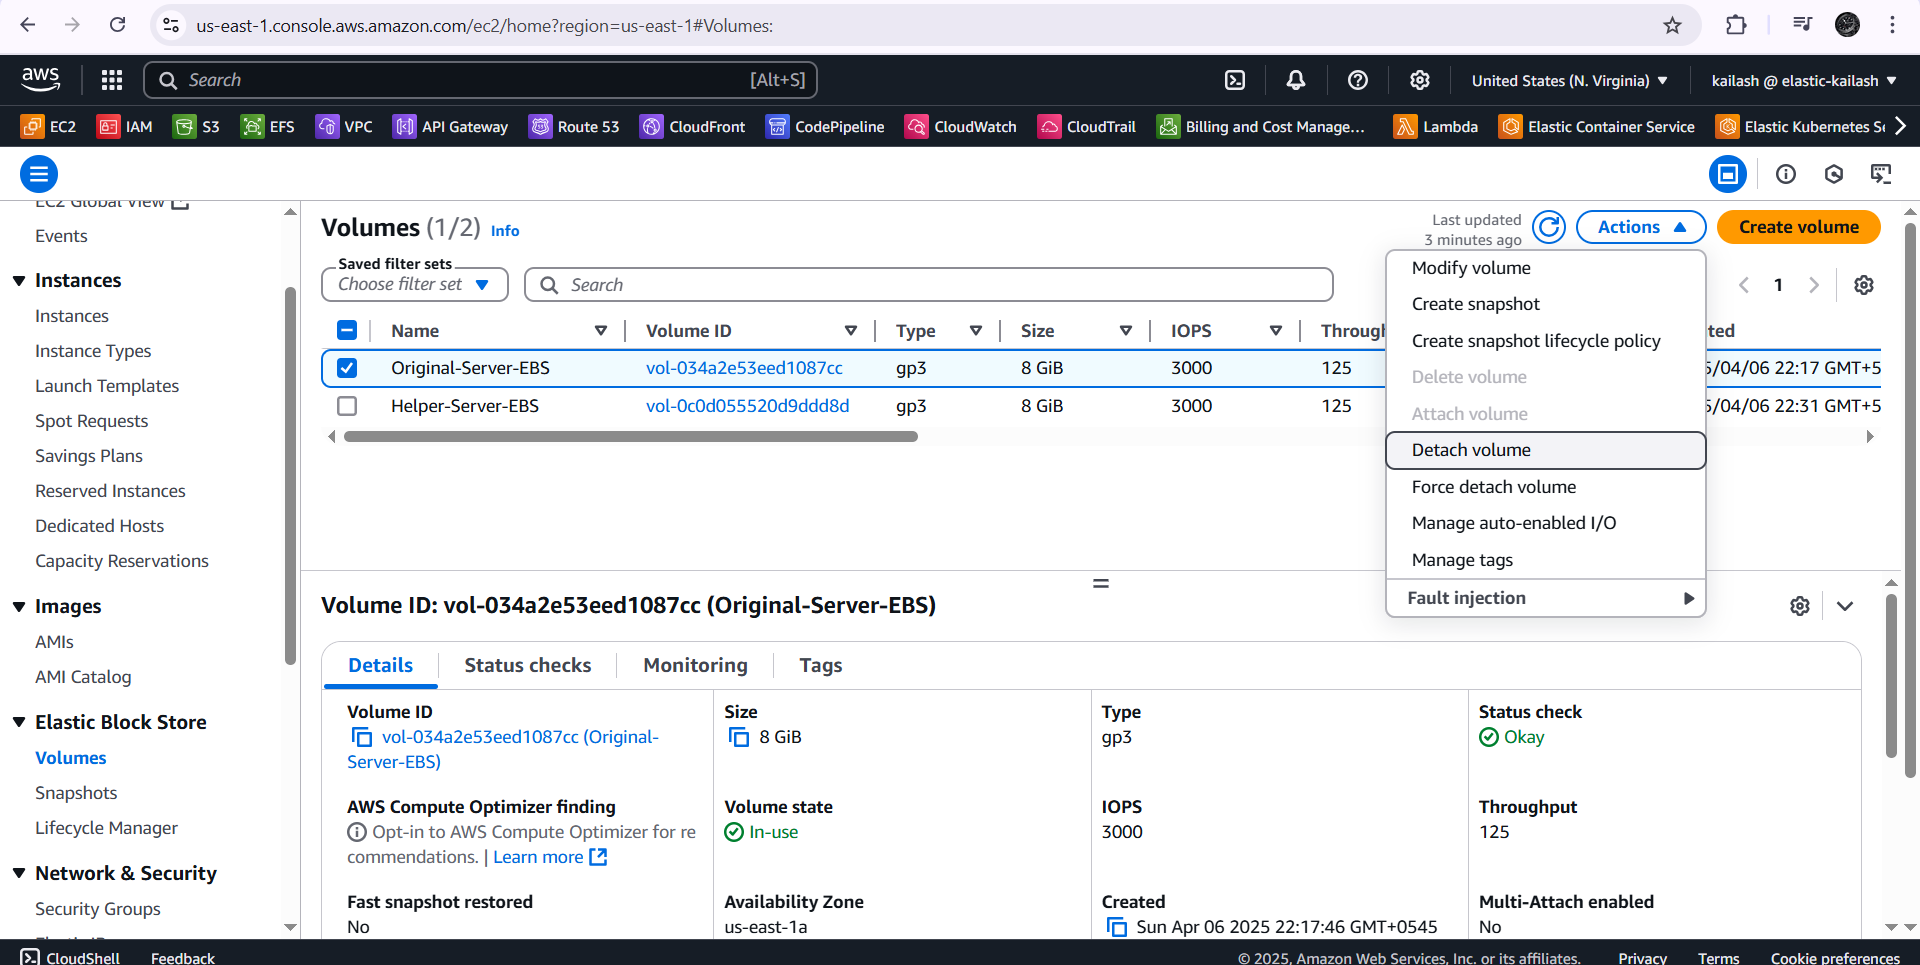 us-east-1.console.aws.amazon.com/ec2/home?region=us-east-1#Volumes:
aws
Search
[Alt+S]
United States (N. Virginia)
kailash @ elastic-kailash
EC2
IAM
S3
EFS
VPC
API Gateway
Route 53
CloudFront
CodePipeline
CloudWatch
CloudTrail
Billing and Cost Manage...
Lambda
Elastic Container Service
Elastic Kubernetes Se
EC2 Global View
Events
Instances
Instances
Instance Types
Launch Templates
Spot Requests
Savings Plans
Reserved Instances
Dedicated Hosts
Capacity Reservations
Images
AMIs
AMI Catalog
Elastic Block Store
Volumes
Snapshots
Lifecycle Manager
Network & Security
Security Groups
Volumes (1/2) Info
Last updated
3 minutes ago
Actions
Create volume
Saved filter sets
Choose filter set
Search
1
Name Volume ID Type Size IOPS Through ted
Original-Server-EBS vol-034a2e53eed1087cc gp3 8 GiB 3000 125 5/04/06 22:17 GMT+5
Helper-Server-EBS vol-0c0d055520d9ddd8d gp3 8 GiB 3000 125 5/04/06 22:31 GMT+5
Modify volume
Create snapshot
Create snapshot lifecycle policy
Delete volume
Attach volume
Detach volume
Force detach volume
Manage auto-enabled I/O
Manage tags
Fault injection
Volume ID: vol-034a2e53eed1087cc (Original-Server-EBS)
Details
Status checks
Monitoring
Tags
Volume ID
vol-034a2e53eed1087cc (Original-
Server-EBS)
Size
8 GiB
Type
gp3
Status check
Okay
AWS Compute Optimizer finding
Opt-in to AWS Compute Optimizer for re
commendations. | Learn more
Volume state
In-use
IOPS
3000
Throughput
125
Fast snapshot restored
No
Availability Zone
us-east-1a
Created
Sun Apr 06 2025 22:17:46 GMT+0545
Multi-Attach enabled
No
CloudShell
Feedback
© 2025, Amazon Web Services, Inc. or its affiliates.
Privacy
Terms
Cookie preferences